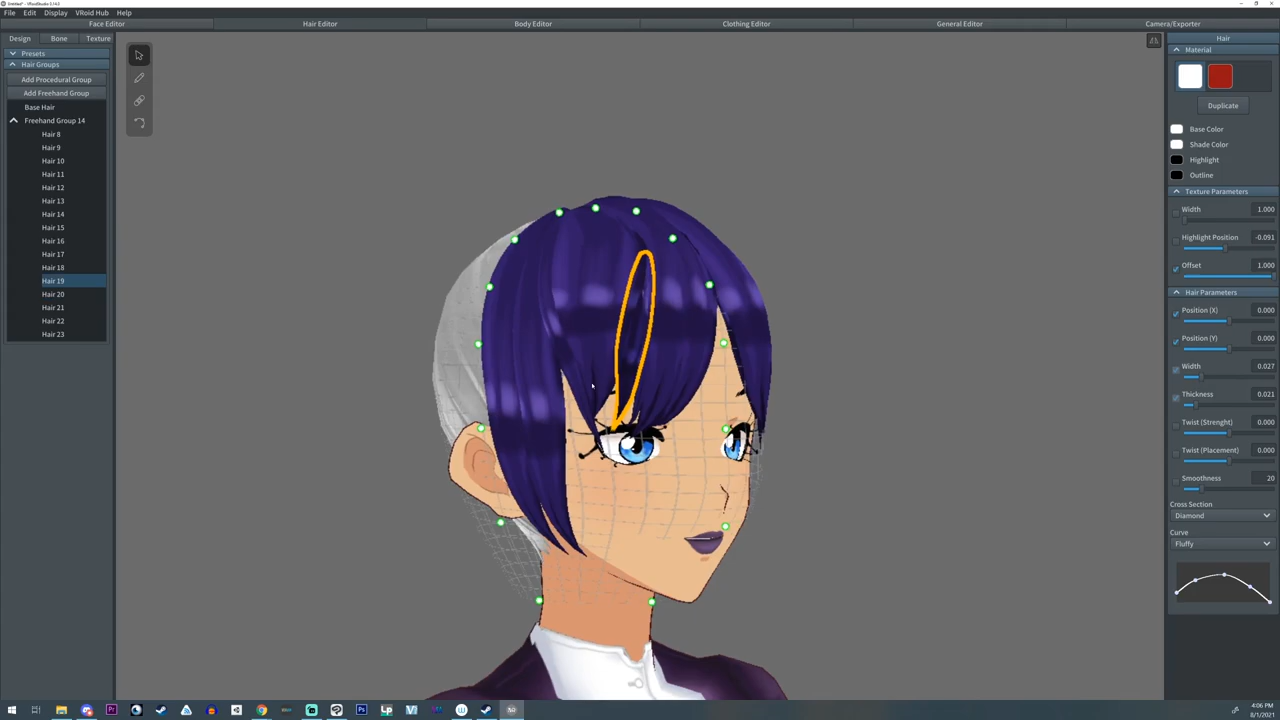 File Edit Display VRoid Hub
Face Editor Hair Editor Body Editor Clothing Editor General Editor Camera/Exporter
Design Bone Texture
Presets
Hair Groups
Add Procedural Group
Add Freehand Group
Base Hair
Freehand Group 14
Hair 8
Hair 9
Hair 10
Hair 11
Hair 12
Hair 13
Hair 14
Hair 15
Hair 16
Hair 17
Hair 18
Hair 19
Hair 20
Hair 21
Hair 22
Hair 23
Hair
Material
Duplicate
Base Color
Shade Color
Highlight
Outline
Texture Parameters
Width 1.000
Highlight Position -0.091
Offset 1.000
Hair Parameters
Position (X) 0.000
Position (Y) 0.000
Width 0.027
Thickness 0.021
Twist (Strenght) 0.000
Twist (Placement) 0.000
Smoothness 20
Cross Section
Diamond
Curve
Fluffy
4:06 PM
8/1/2021